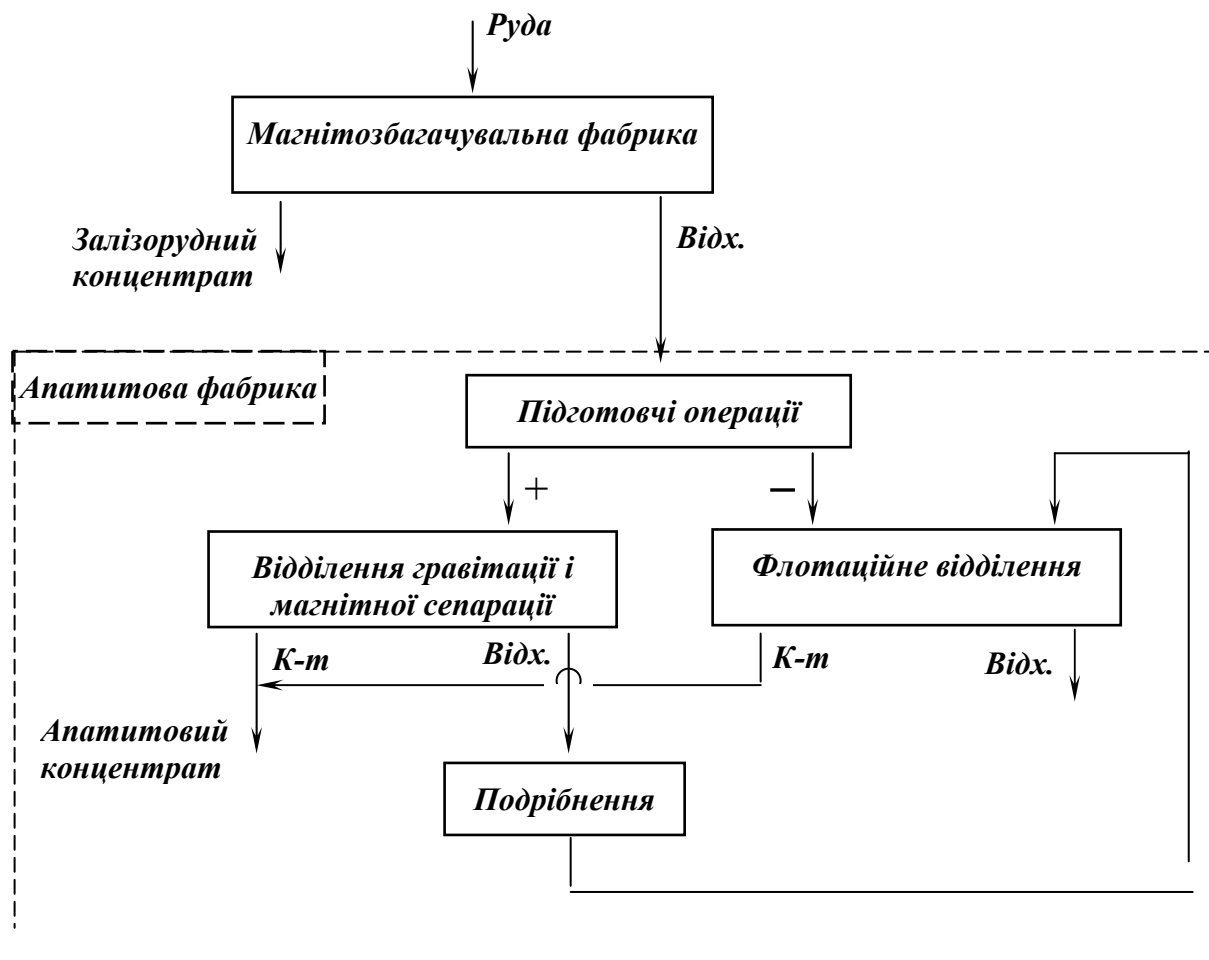 Руда
Магнітозбагачувальна фабрика
Залізорудний
концентрат
Відх.
Апатитова фабрика
Підготовчі операції
+
–
Відділення гравітації і
магнітної сепарації
Флотаційне відділення
К-т
Відх.
К-т
Відх.
Апатитовий
концентрат
Подрібнення